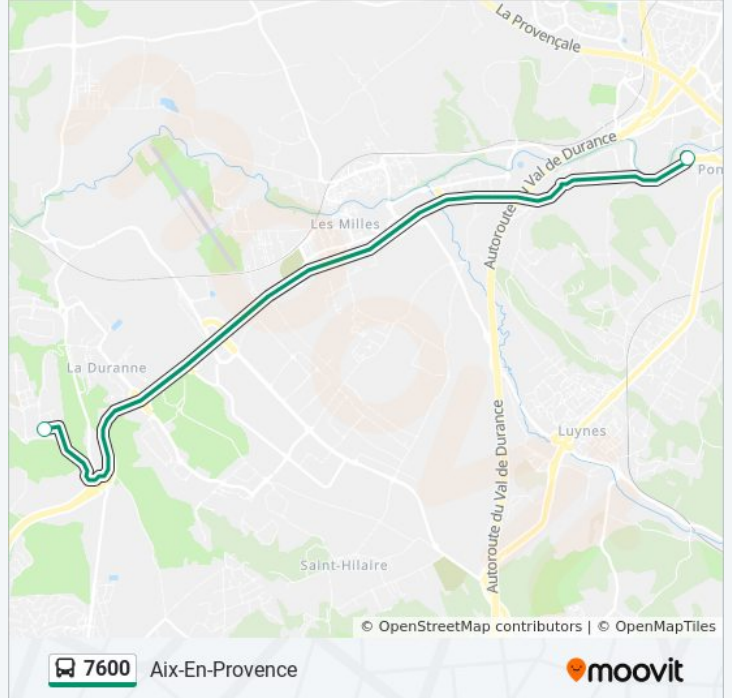 La Provençale
Autoroute du Val de Durance
Pon
Les Milles
La Duranne
Luynes
Autoroute du Val de Durance
Saint-Hilaire
© OpenStreetMap contributors | © OpenMapTiles
7600 Aix-En-Provence
moovit